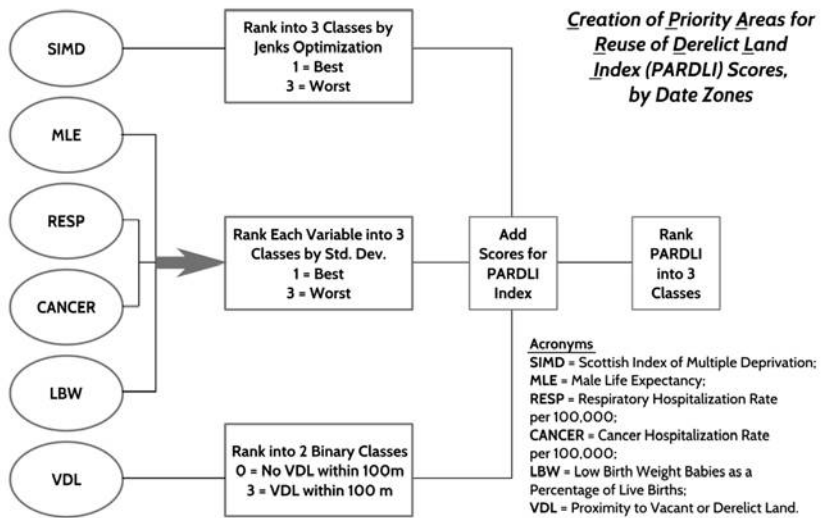 Creation of Priority Areas for
Reuse of Derelict Land
Index (PARDLI) Scores,
by Date Zones
SIMD
Rank into 3 Classes by
Jenks Optimization
1 = Best
3 = Worst
MLE
RESP
CANCER
LBW
Rank Each Variable into 3
Classes by Std. Dev.
1 = Best
3 = Worst
Add
Scores for
PARDLI
Index
Rank
PARDLI
into 3
Classes
VDL
Rank into 2 Binary Classes
0 = No VDL within 100m
3 = VDL within 100 m
Acronyms
SIMD = Scottish Index of Multiple Deprivation;
MLE = Male Life Expectancy;
RESP = Respiratory Hospitalization Rate
per 100,000;
CANCER = Cancer Hospitalization Rate
per 100,000;
LBW = Low Birth Weight Babies as a
Percentage of Live Births;
VDL = Proximity to Vacant or Derelict Land.